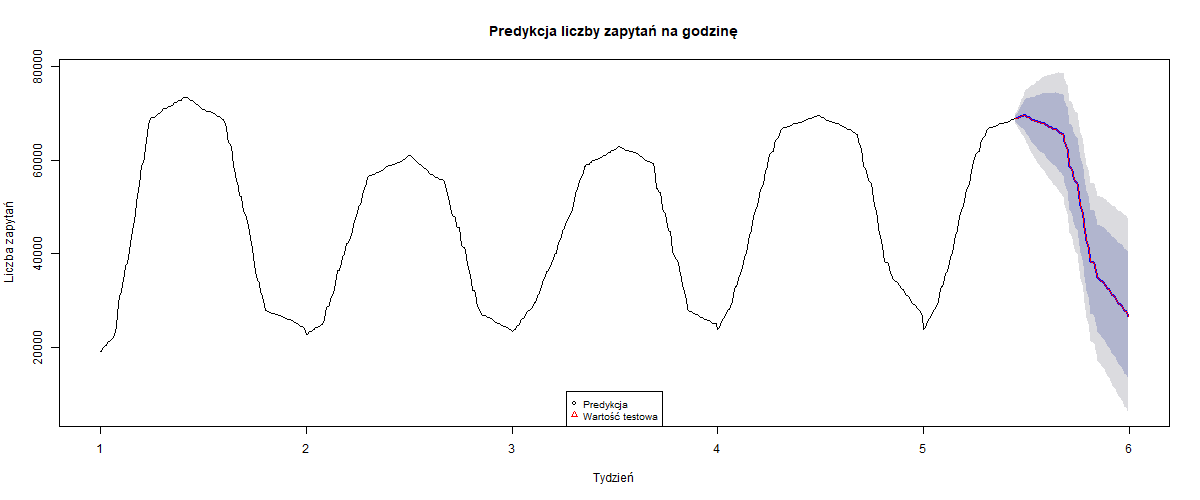 Predykcja liczby zapytań na godzinę
Liczba zapytań
80000
60000
40000
20000
Predykcja
Wartość testowa
1 2 3 4 5 6
Tydzień